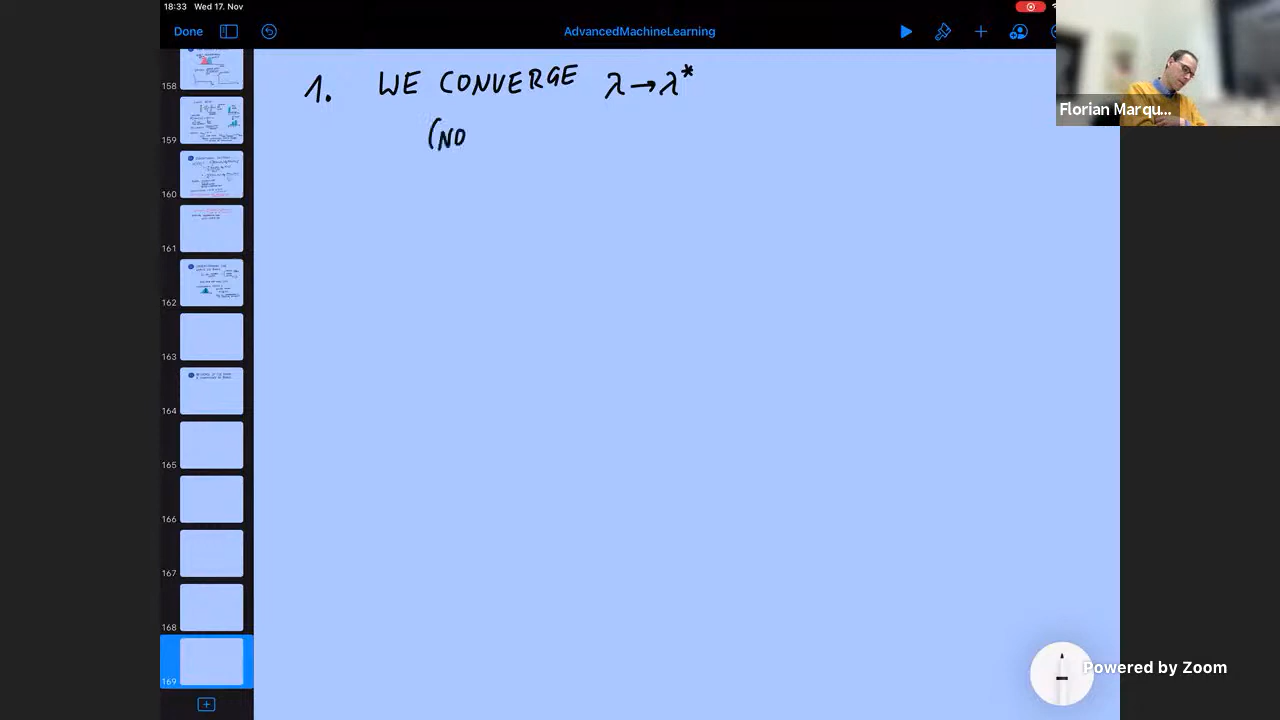 18:33 Wed 17. Nov
Done
AdvancedMachineLearning
1. WE CONVERGE λ→λ*
(NO
Florian Marqu...
158
159
160
161
162
163
164
165
166
167
168
169
Powered by Zoom